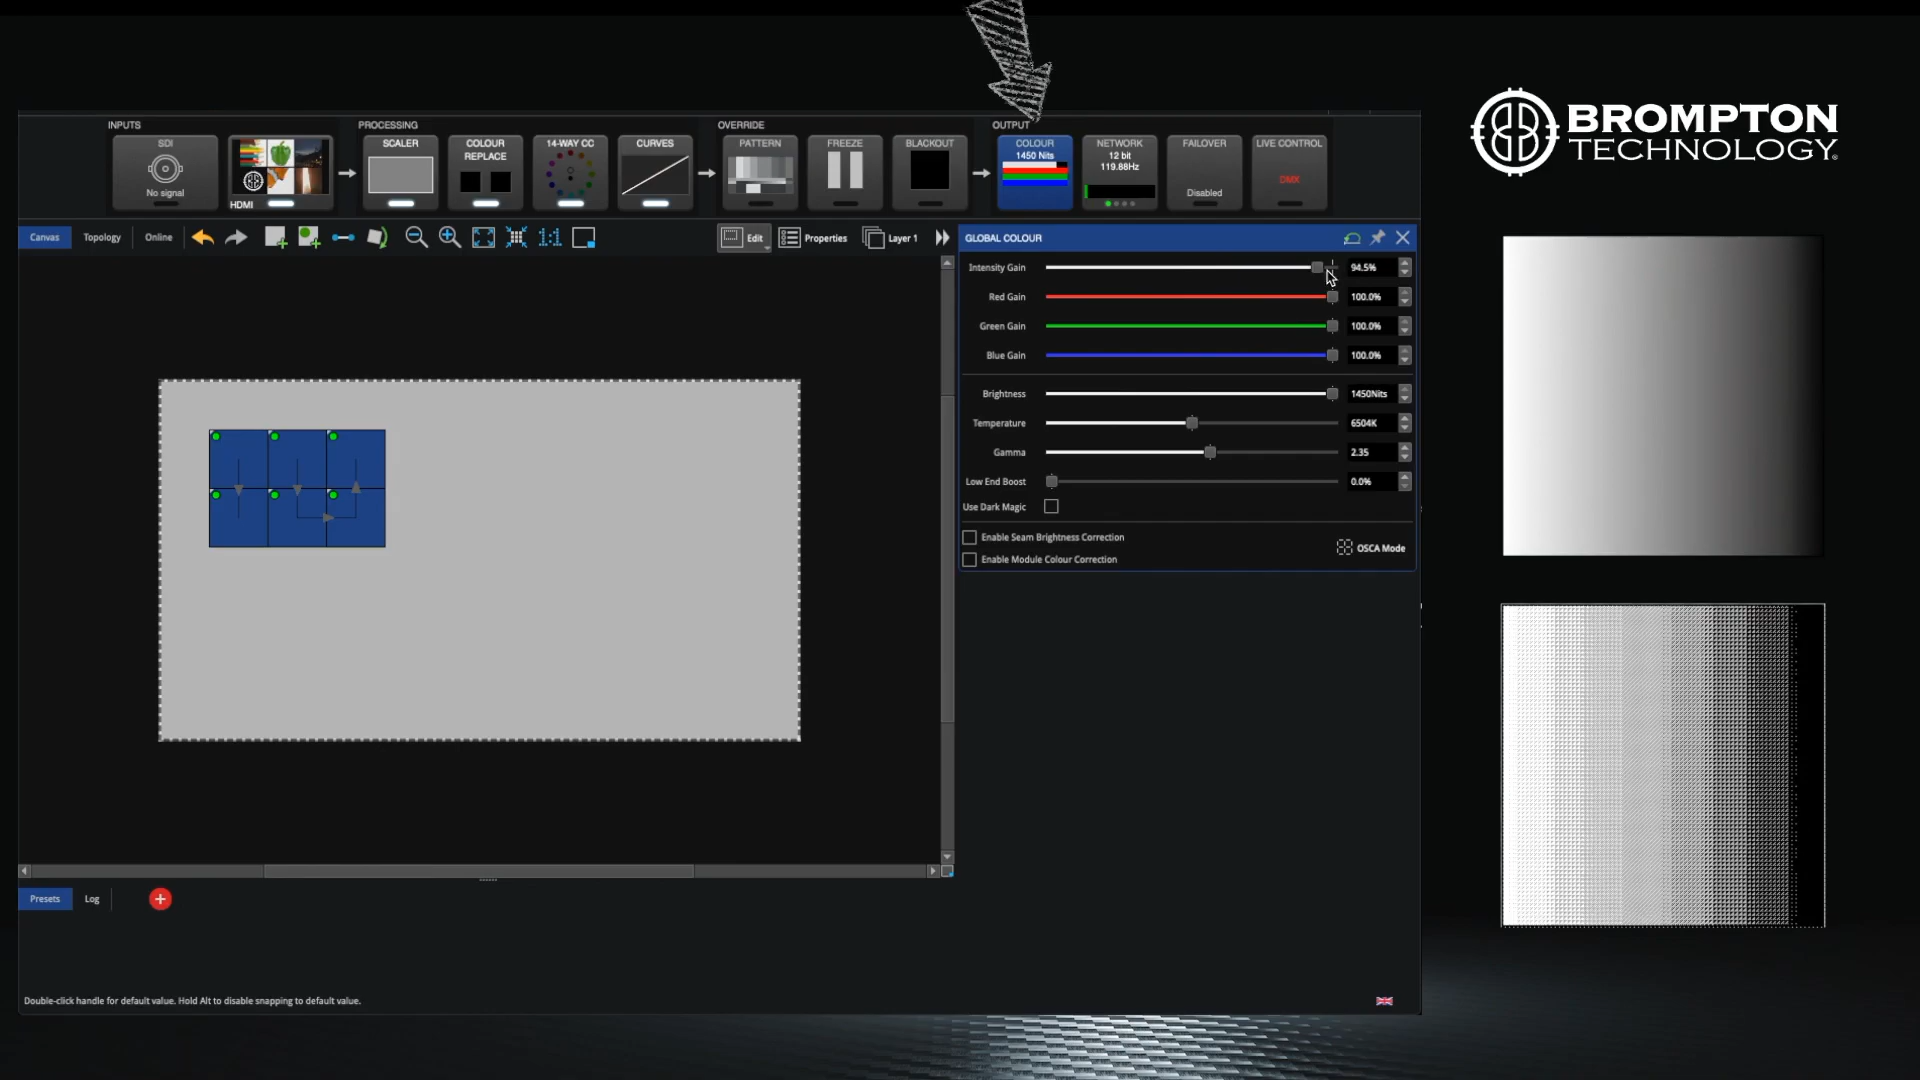 BROMPTON
TECHNOLOGY®
INPUTS
PROCESSING
OVERRIDE
OUTPUT
SDI
No signal
HDMI
SCALER
COLOUR
REPLACE
14-WAY CC
CURVES
PATTERN
FREEZE
BLACKOUT
COLOUR
1450 Nits
NETWORK
12 bit
119.88Hz
FAILOVER
Disabled
LIVE CONTROL
DMX
Canvas
Topology
Online
1:1
Edit
Properties
Layer 1
GLOBAL COLOUR
Intensity Gain 94.5%
Red Gain 100.0%
Green Gain 100.0%
Blue Gain 100.0%
Brightness 1450Nits
Temperature 6504K
Gamma 2.35
Low End Boost 0.0%
Use Dark Magic
Enable Seam Brightness Correction
Enable Module Colour Correction
OSCA Mode
Presets
Log
Double-click handle for default value. Hold Alt to disable snapping to default value.